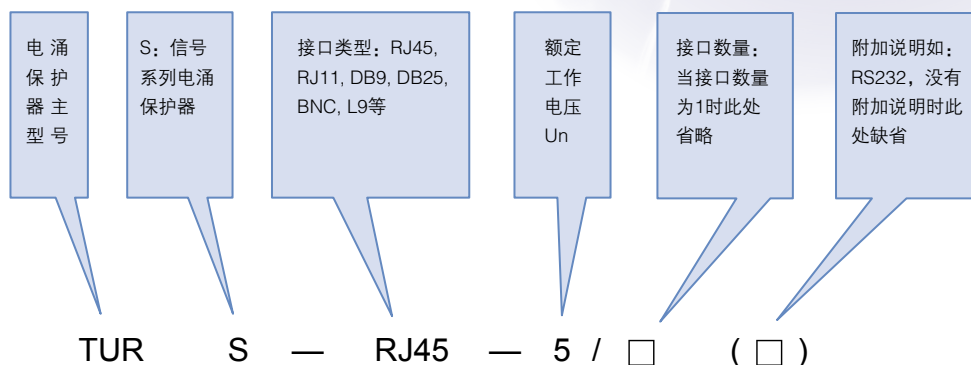 电 涌
保 护
器 主
型 号
S：信号
系列电涌
保护器
接口类型：RJ45,
RJ11, DB9, DB25,
BNC, L9等
额定
工作
电压
Un
接口数量：
当接口数量
为1时此处
省略
附加说明如：
RS232，没有
附加说明时此
处缺省
TUR S — RJ45 — 5 / □ (□)